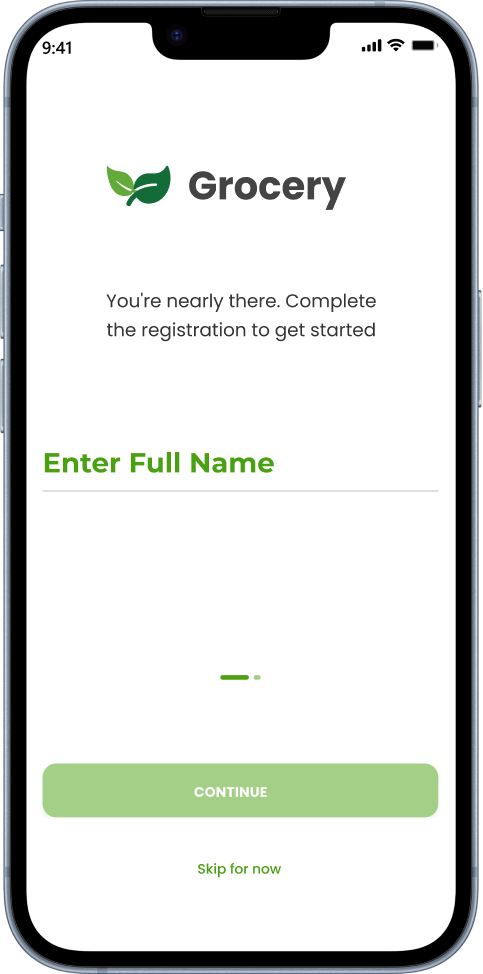 9:41
Grocery
You're nearly there. Complete
the registration to get started
Enter Full Name
CONTINUE
Skip for now